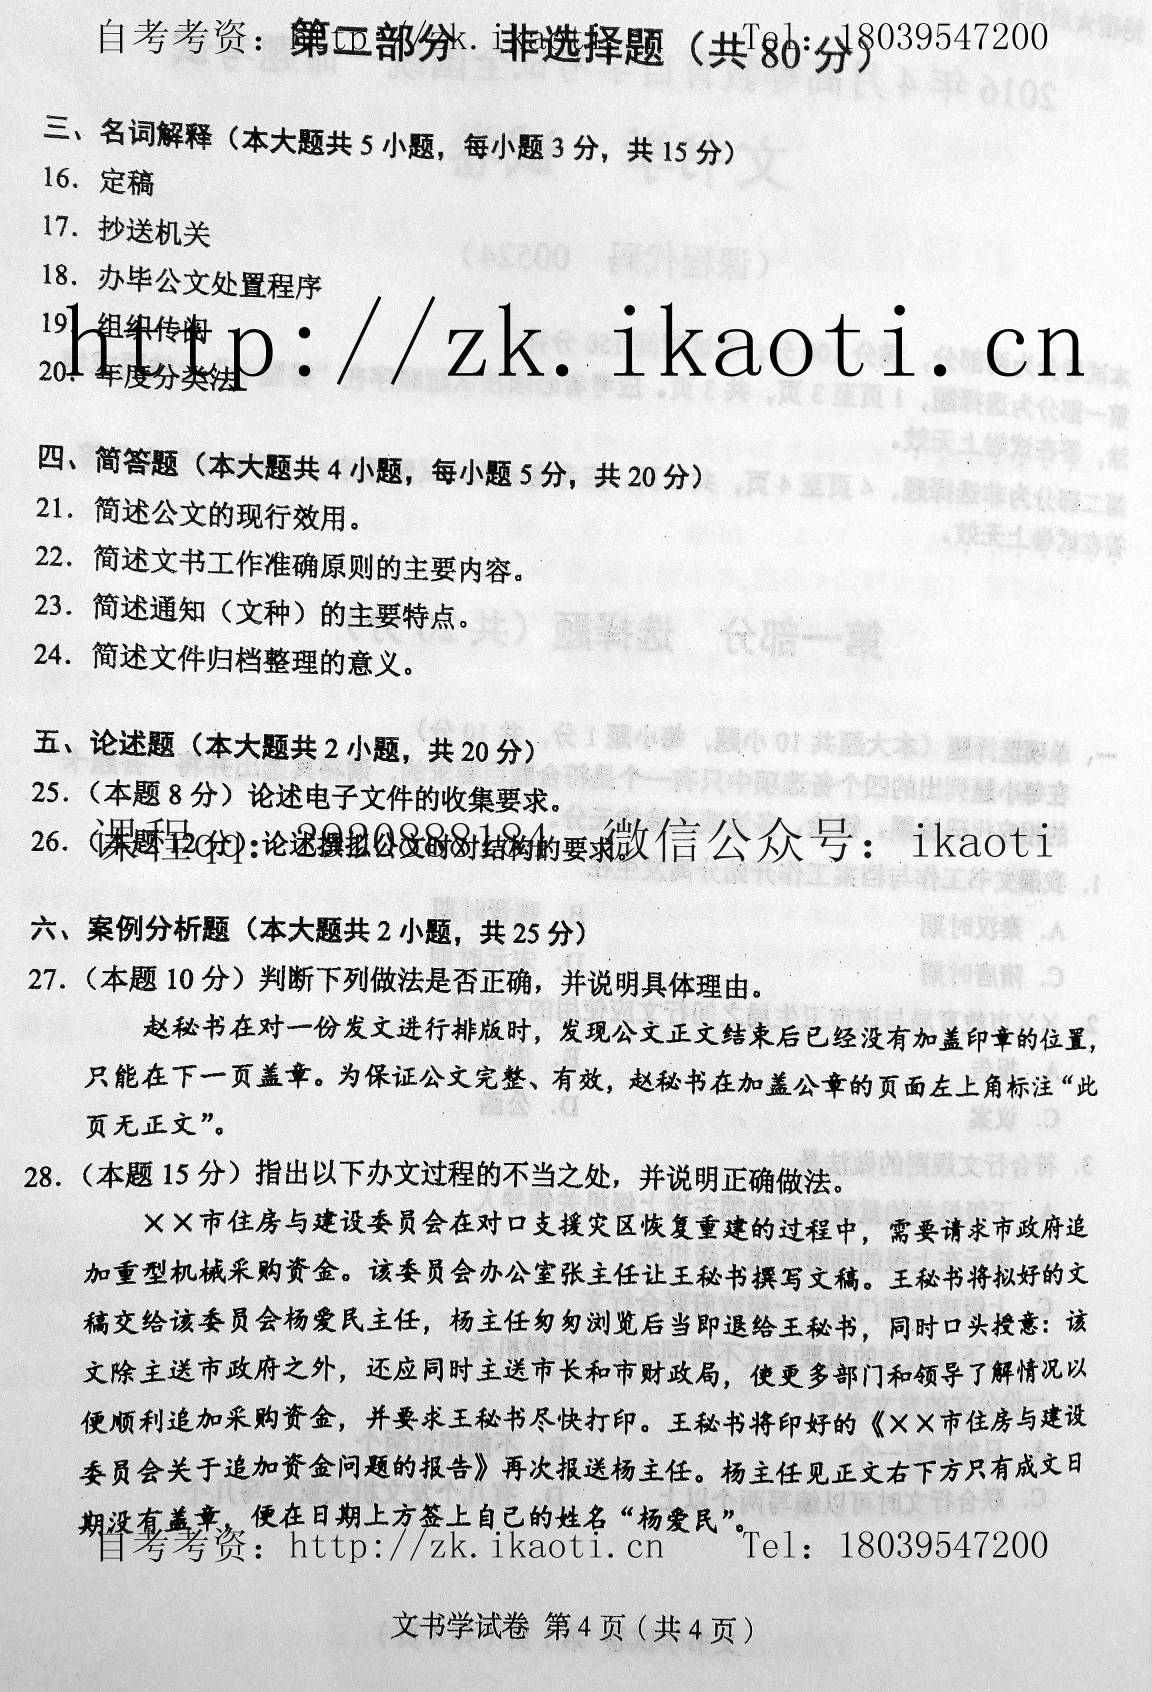 自考考资：http://zk.ikaoti.cn Tel：18039547200
第二部分 非选择题（共 80 分）
三、名词解释（本大题共 5 小题，每小题 3 分，共 15 分）
16．定稿
17．抄送机关
18．办毕公文处置程序
19．组织传阅
http://zk.ikaoti.cn
20．年度分类法
四、简答题（本大题共 4 小题，每小题 5 分，共 20 分）
21．简述公文的现行效用。
22．简述文书工作准确原则的主要内容。
23．简述通知（文种）的主要特点。
24．简述文件归档整理的意义。
五、论述题（本大题共 2 小题，共 20 分）
25．（本题 8 分）论述电子文件的收集要求。
26．（本题 12 分）论述撰拟公文时对结构的要求。
微信公众号：ikaoti
六、案例分析题（本大题共 2 小题，共 25 分）
27．（本题 10 分）判断下列做法是否正确，并说明具体理由。
赵秘书在对一份发文进行排版时，发现公文正文结束后已经没有加盖印章的位置，
只能在下一页盖章。为保证公文完整、有效，赵秘书在加盖公章的页面左上角标注“此
页无正文”。
28．（本题 15 分）指出以下办文过程的不当之处，并说明正确做法。
××市住房与建设委员会在对口支援灾区恢复重建的过程中，需要请求市政府追
加重型机械采购资金。该委员会办公室张主任让王秘书撰写文稿。王秘书将拟好的文
稿交给该委员会杨爱民主任，杨主任匆匆浏览后当即退给王秘书，同时口头授意：该
文除主送市政府之外，还应同时主送市长和市财政局，使更多部门和领导了解情况以
便顺利追加采购资金，并要求王秘书尽快打印。王秘书将印好的《××市住房与建设
委员会关于追加资金问题的报告》再次报送杨主任。杨主任见正文右下方只有成文日
期没有盖章，便在日期上方签上自己的姓名“杨爱民”。
自考考资：http://zk.ikaoti.cn Tel：18039547200
文书学试卷 第 4 页（共 4 页）